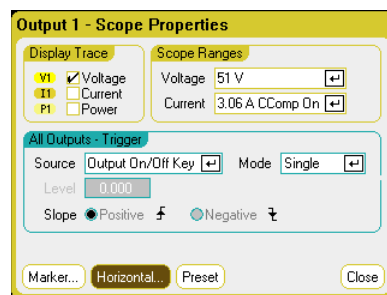 Output 1 - Scope Properties
Display Trace
V1 Voltage
I1 Current
P1 Power
Scope Ranges
Voltage 51 V
Current 3.06 A CComp On
All Outputs - Trigger
Source Output On/Off Key Mode Single
Level 0.000
Slope Positive Negative
Marker... Horizontal... Preset Close